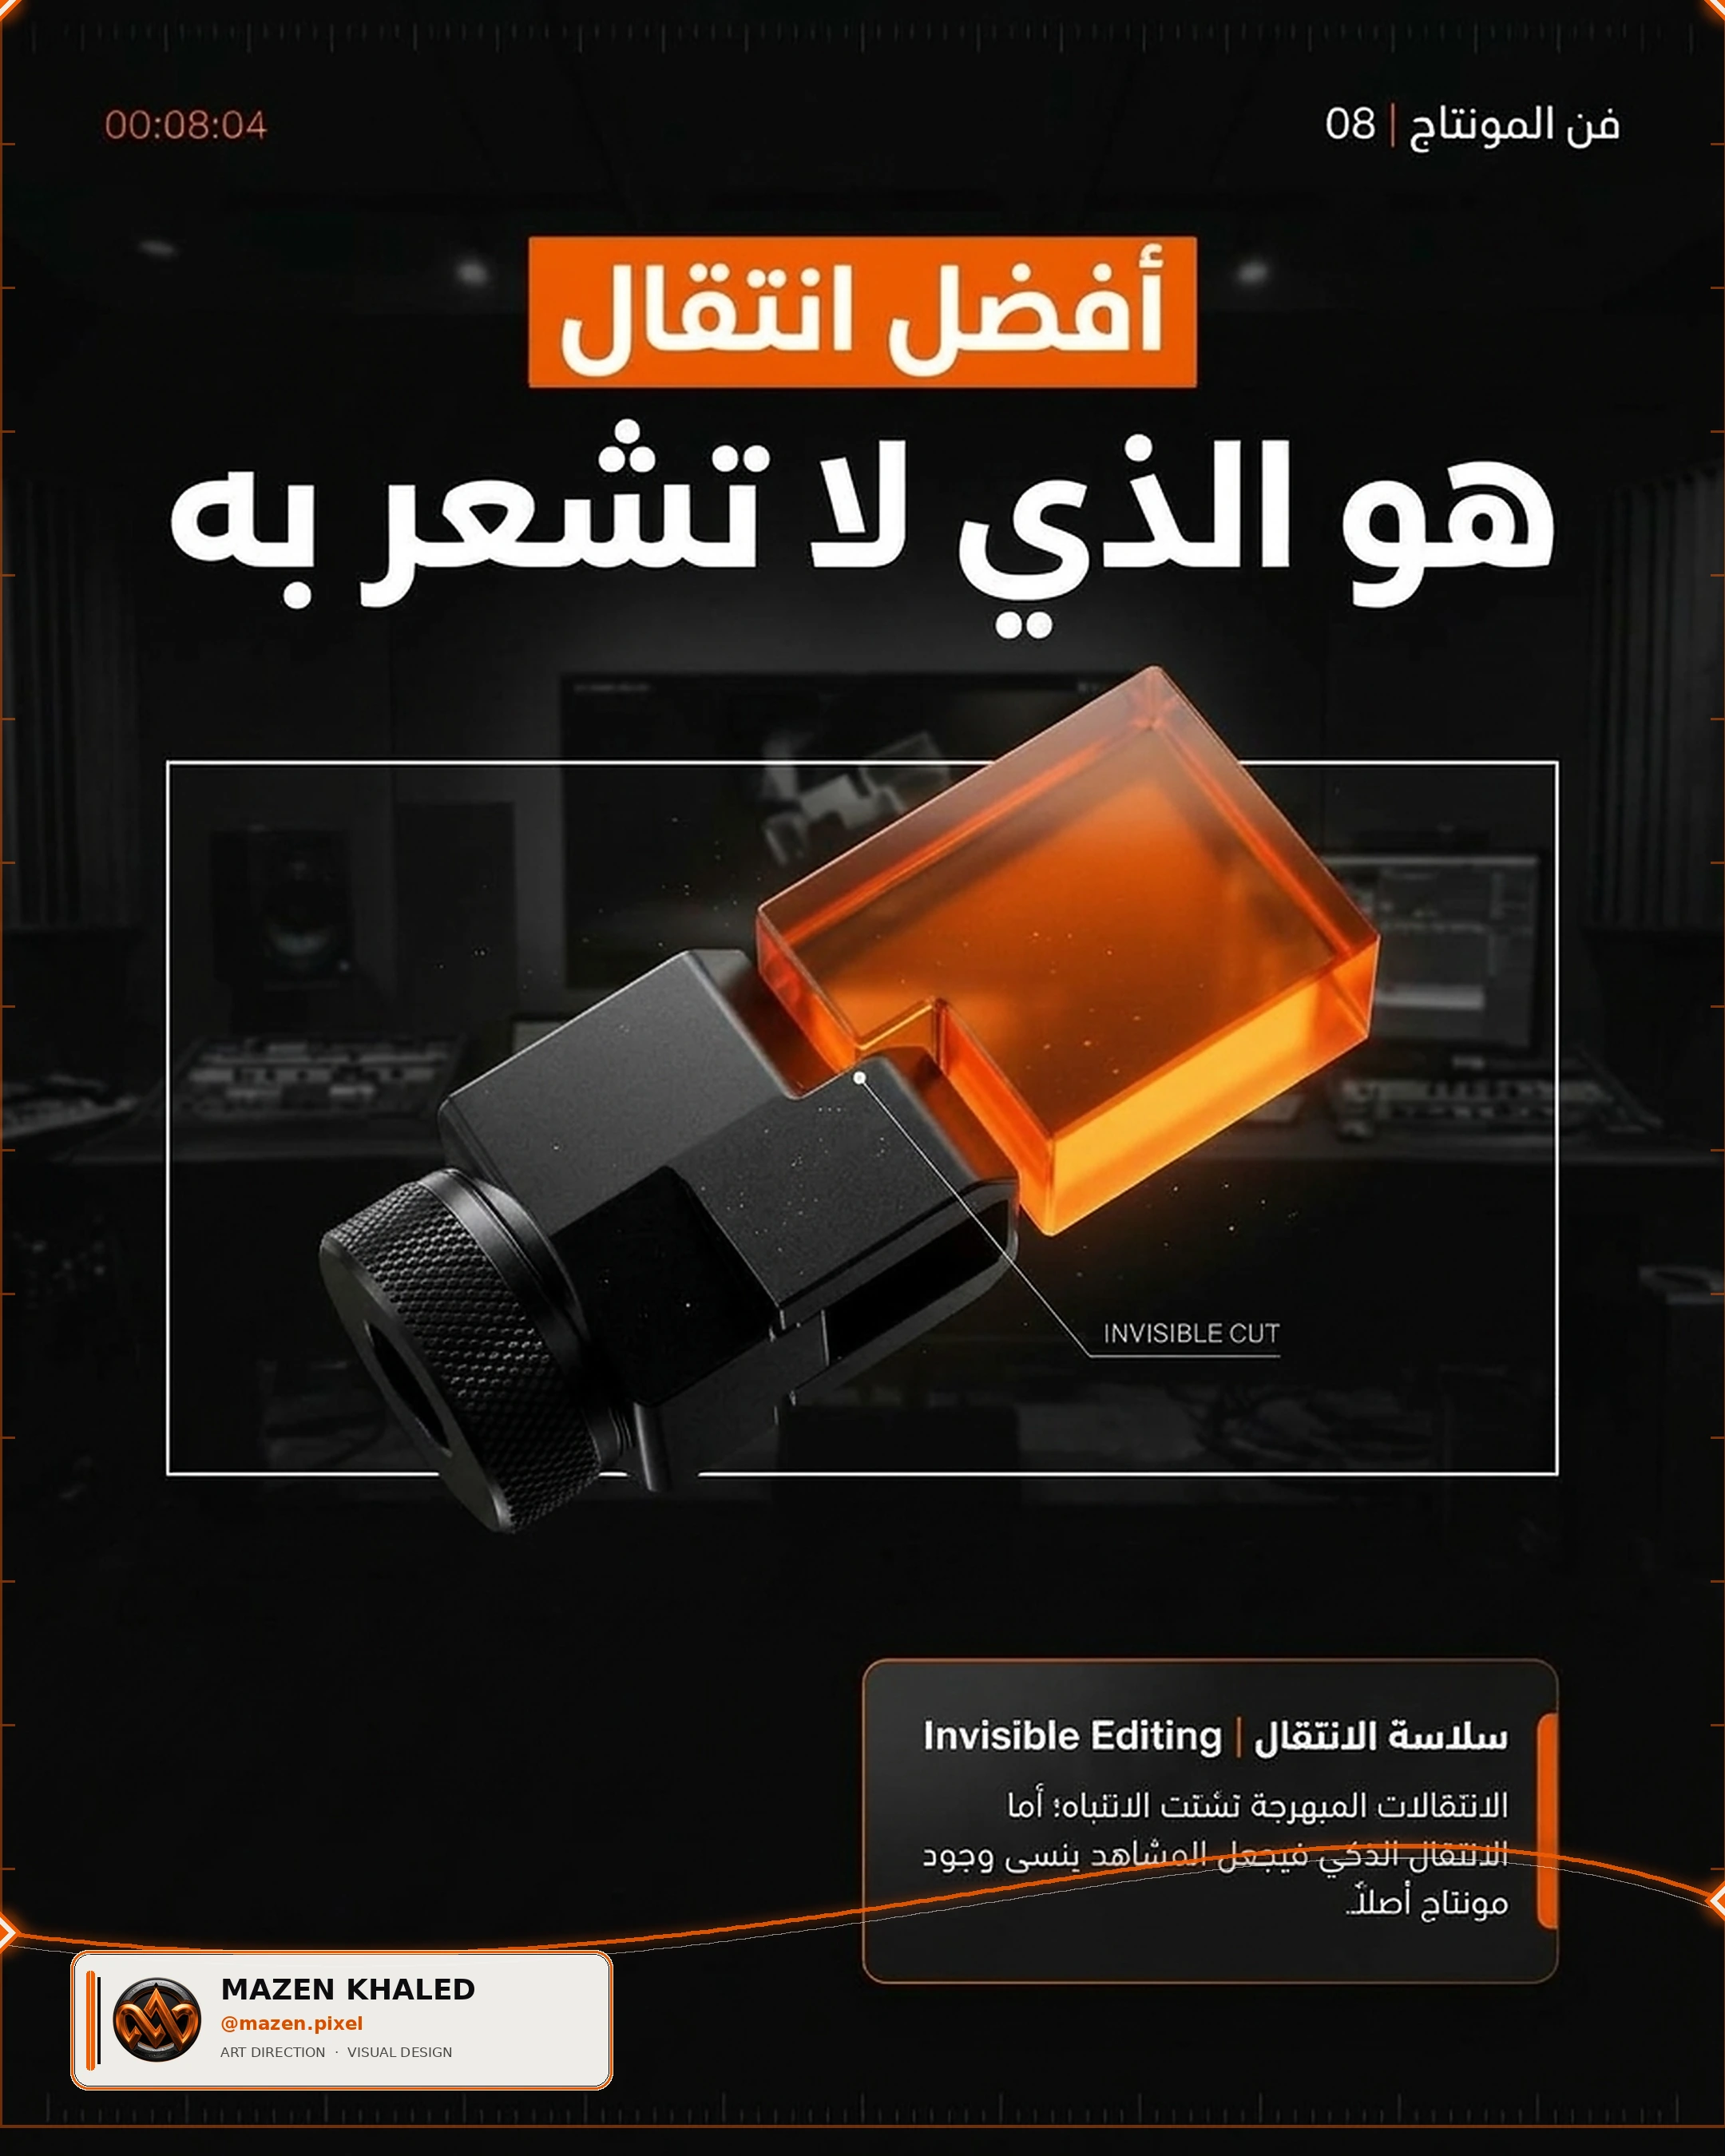 فن المونتاج | 08
00:08:04
أفضل انتقال
هو الذي لا تشعر به
INVISIBLE CUT
سلاسة الانتقال | Invisible Editing
الانتقالات المبهرجة تشتت الانتباه؛ أما
الانتقال الذكي فيجعل المشاهد ينسى وجود
مونتاج أصلاً.
MAZEN KHALED
@mazen.pixel
ART DIRECTION · VISUAL DESIGN